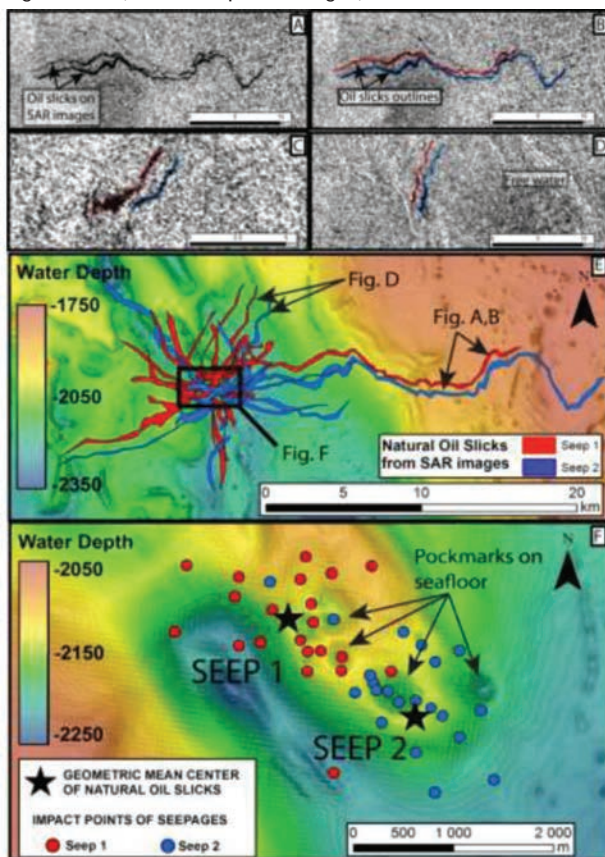 A
Oil slicks on
SAR images
B
Oil slicks outlines
C
D
Free water
E
Water Depth
-1750
-2050
-2350
Fig. D
Fig. A,B
N
Fig. F
Natural Oil Slicks
from SAR images
Seep 1
Seep 2
0 5 10 20
km
F
Water Depth
-2050
-2150
-2250
Pockmarks on
seafloor
N
SEEP 1
SEEP 2
GEOMETRIC MEAN CENTER
OF NATURAL OIL SLICKS
IMPACT POINTS OF SEEPAGES
Seep 1 Seep 2
0 500 1 000 2 000
m